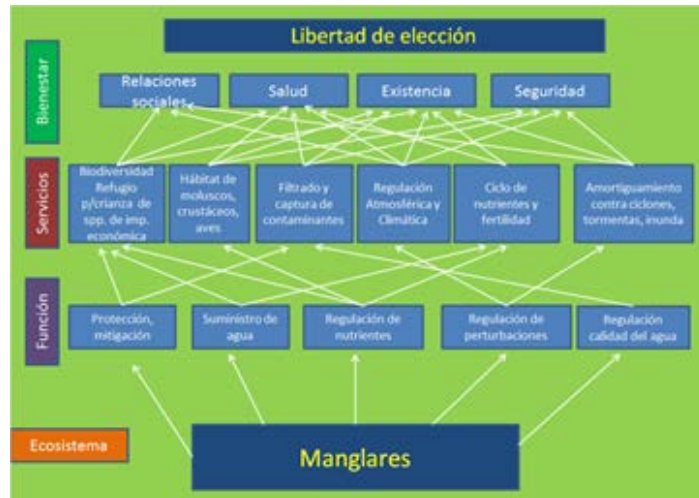 Libertad de elección
Bienestar
Relaciones
sociales
Salud
Existencia
Seguridad
Servicios
Biodiversidad
Refugio
p/crianza de
spp. de imp.
económica
Hábitat de
moluscos,
crustáceos,
aves
Filtrado y
captura de
contaminantes
Regulación
Atmosférica y
Climática
Ciclo de
nutrientes y
fertilidad
Amortiguamiento
contra ciclones,
tormentas, inunda
Función
Protección,
mitigación
Suministro de
agua
Regulación de
nutrientes
Regulación de
perturbaciones
Regulación
calidad del agua
Ecosistema
Manglares